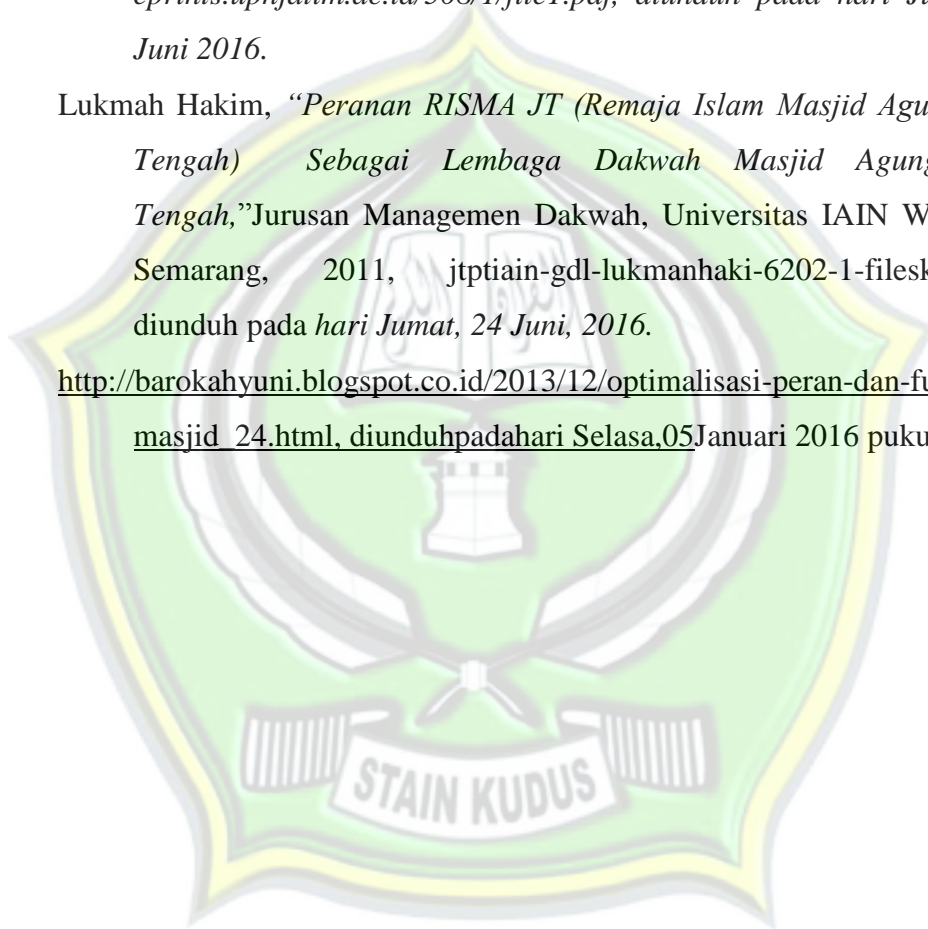 diunduh pada hari
Juni 2016.
Lukmah Hakim, “Peranan RISMA JT (Remaja Islam Masjid Agu
Tengah) Sebagai Lembaga Dakwah Masjid Agung
Tengah,”Jurusan Managemen Dakwah, Universitas IAIN W
Semarang, 2011, jtptiain-gdl-lukmanhaki-6202-1-filesk
diunduh pada hari Jumat, 24 Juni, 2016.
http://barokahyuni.blogspot.co.id/2013/12/optimalisasi-peran-dan-fu
masjid_24.html, diunduhpadahari Selasa,05Januari 2016 puku
STAIN KUDUS